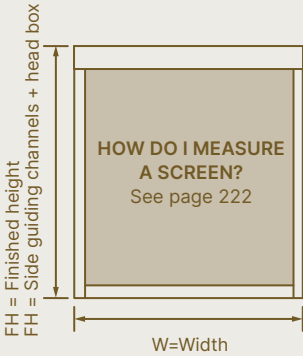 FH = Finished height
FH = Side guiding channels + head box
HOW DO I MEASURE
A SCREEN?
See page 222
W=Width